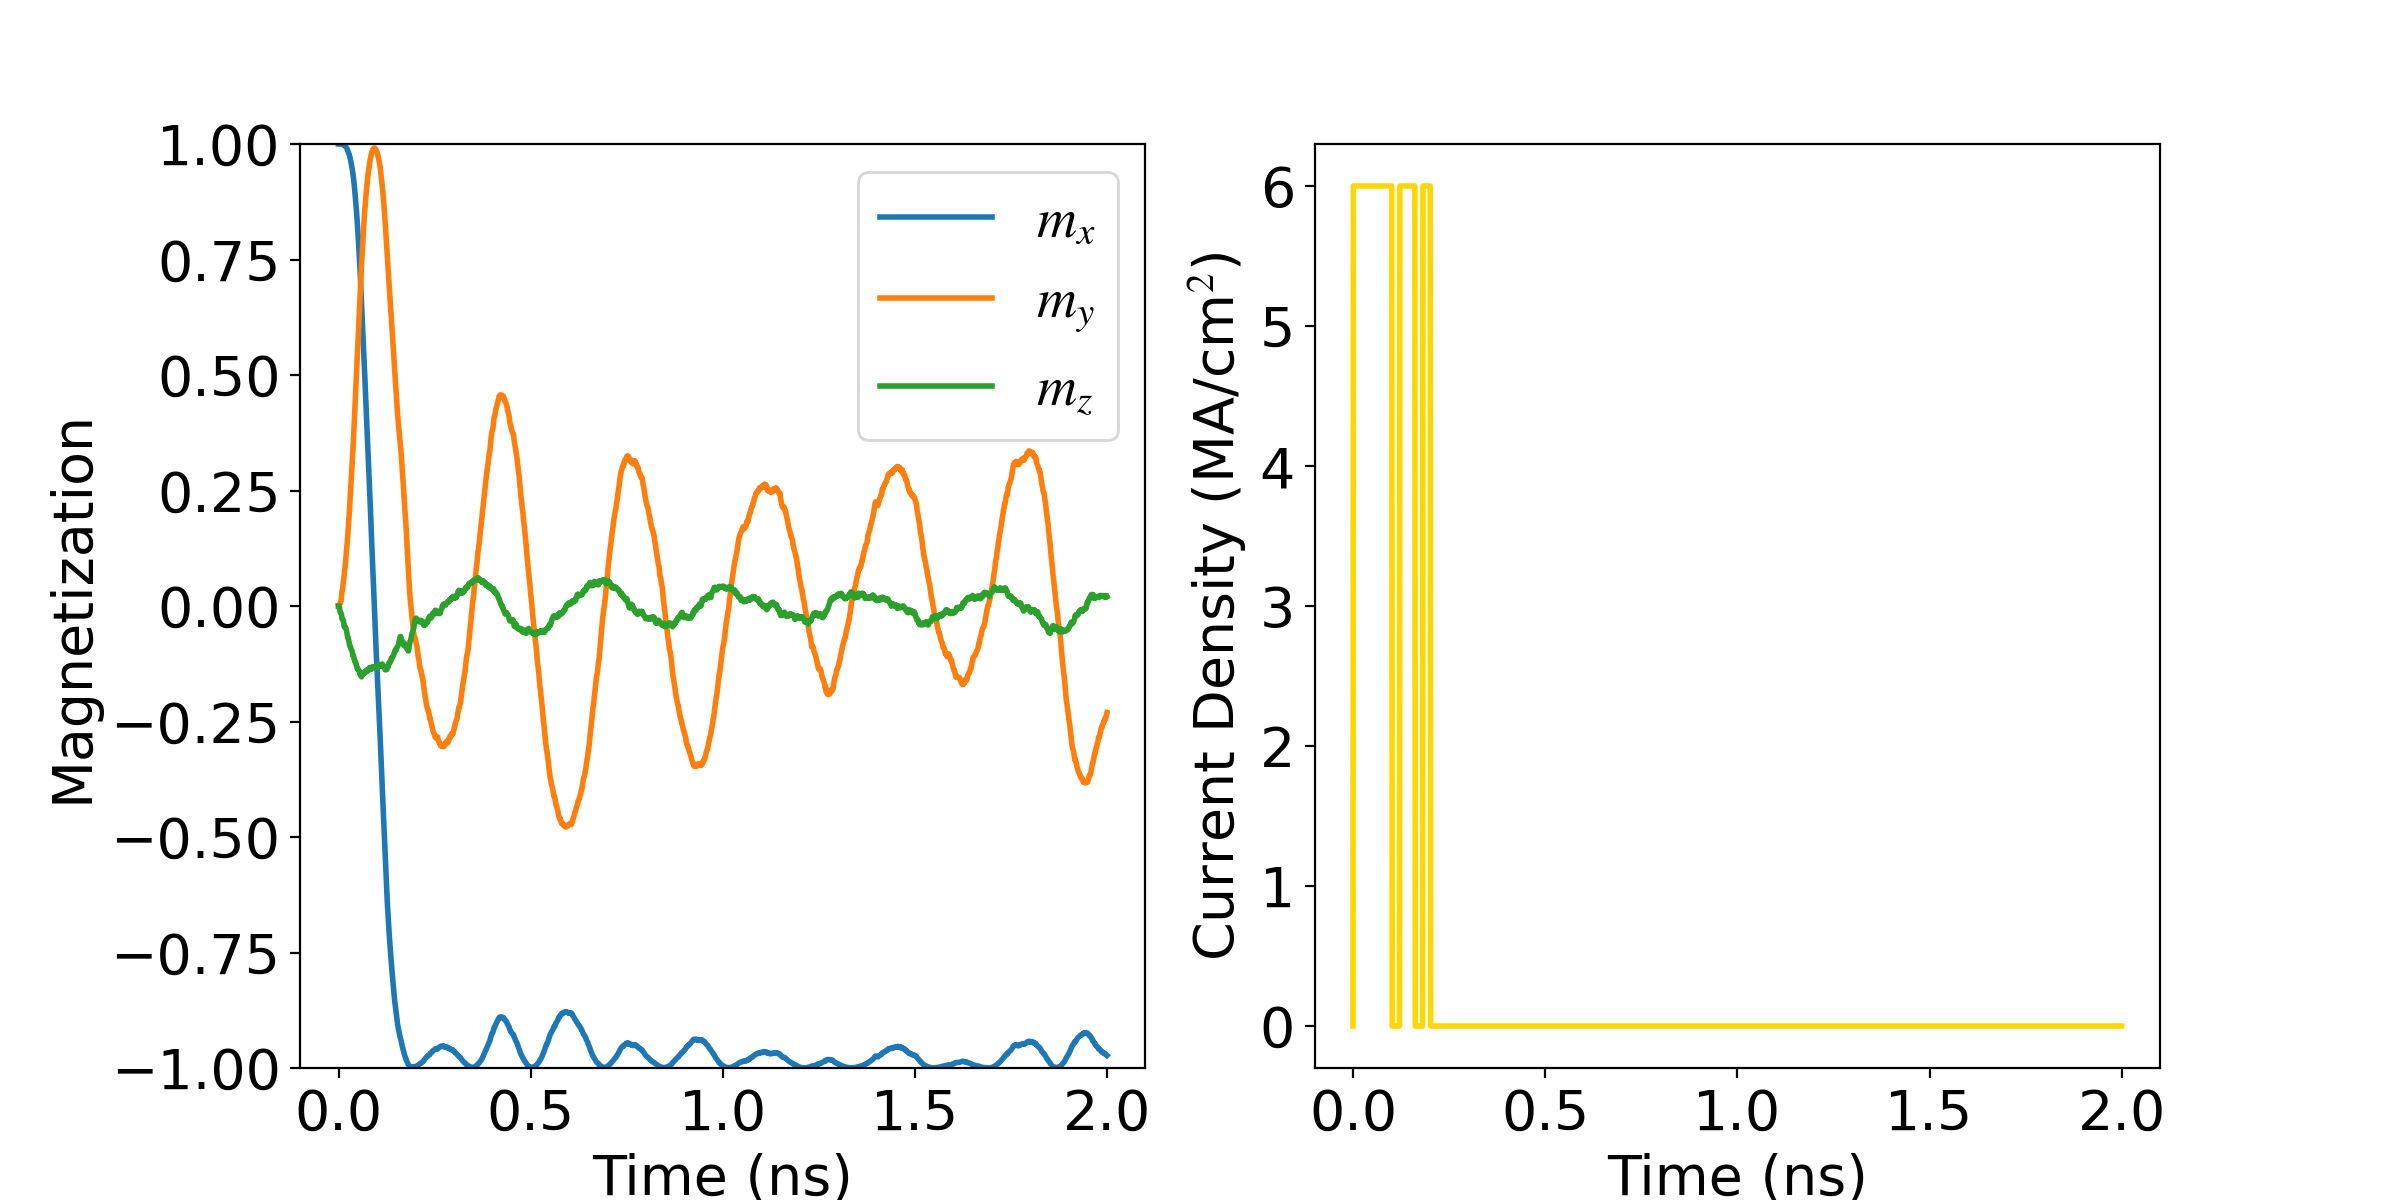 Magnetization
1.00
0.75
0.50
0.25
0.00
−0.25
−0.50
−0.75
−1.00
0.0 0.5 1.0 1.5 2.0
Time (ns)
m_x
m_y
m_z
Current Density (MA/cm²)
6
5
4
3
2
1
0
0.0 0.5 1.0 1.5 2.0
Time (ns)